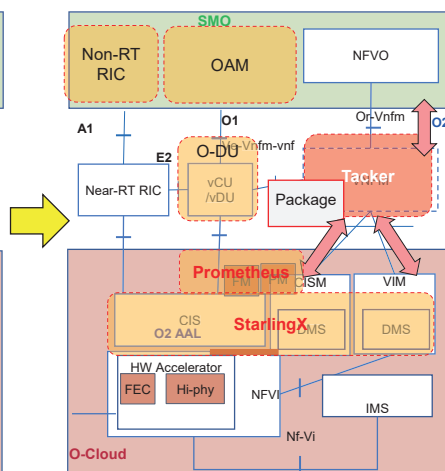 SMO
Non-RT
RIC
OAM
NFVO
A1
O1
Or-Vnfm
O2
Ve-Vnfm-vnf
E2
O-DU
Near-RT RIC
vCU
/vDU
Tacker
VNFM
Package
Prometheus
FM
PM
CISM
VIM
CIS
StarlingX
O2 AAL
DMS
DMS
HW Accelerator
FEC
Hi-phy
NFVI
IMS
Nf-Vi
O-Cloud